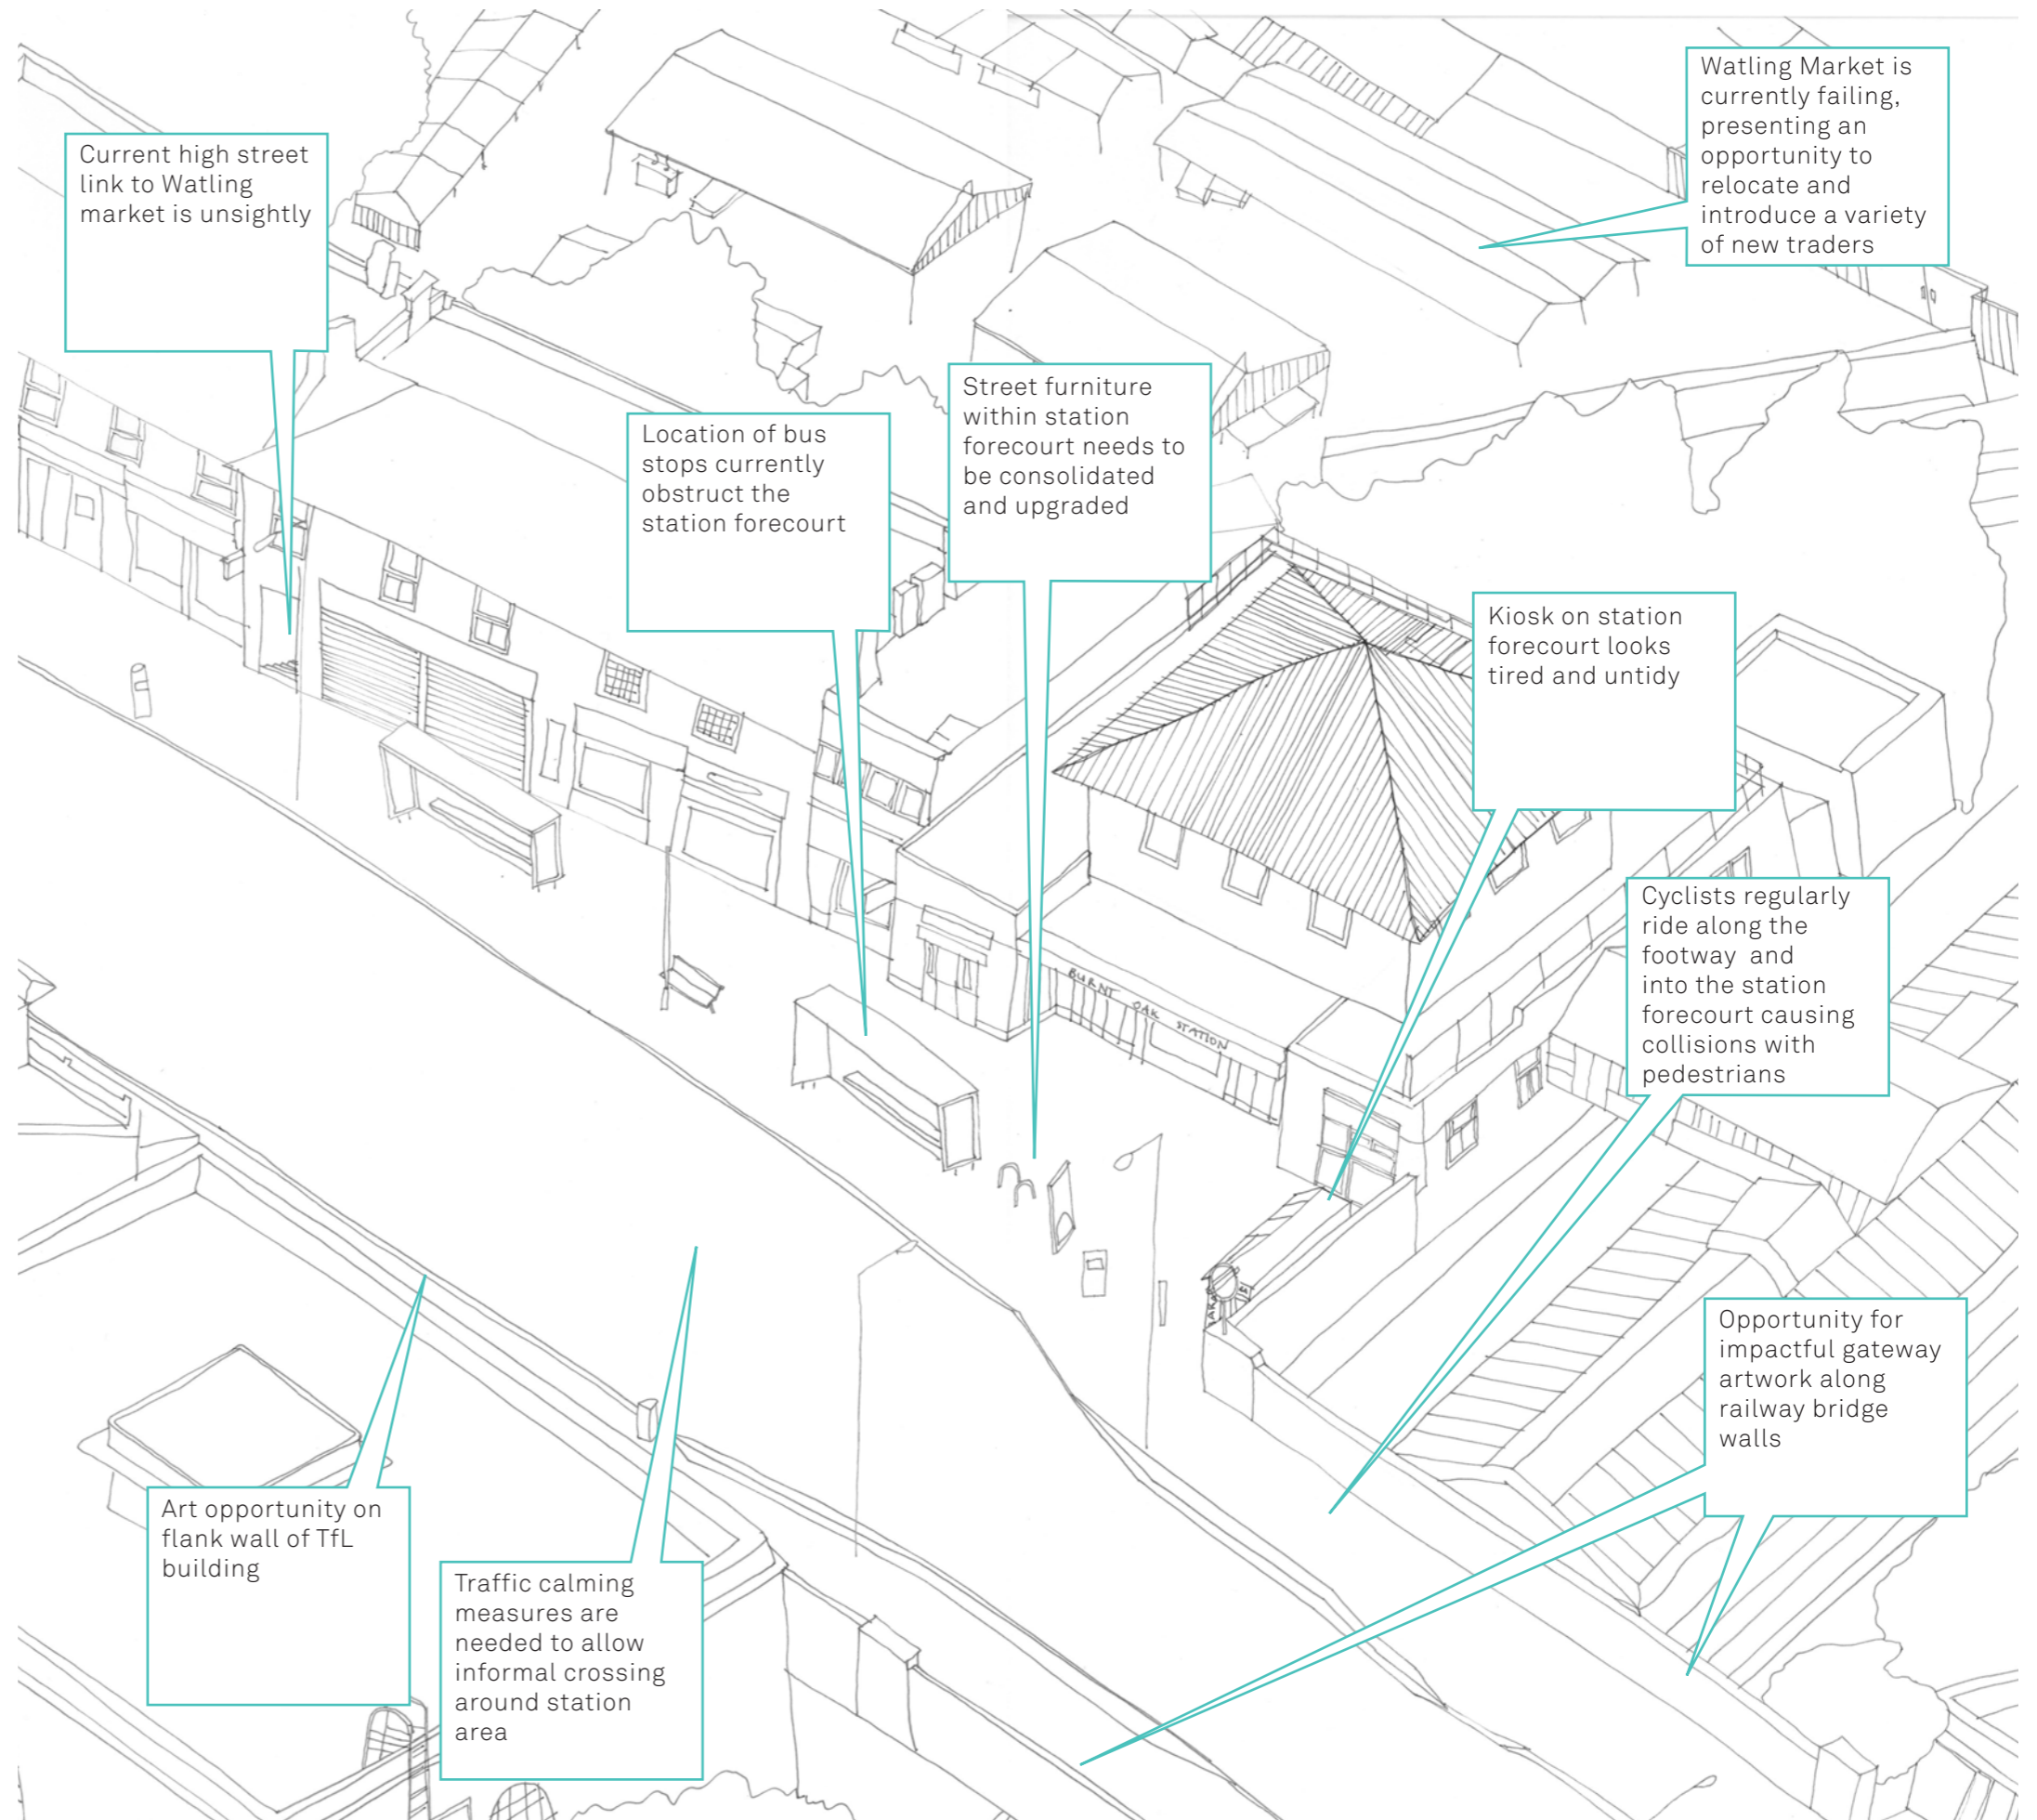 Watling Market is
currently failing,
presenting an
opportunity to
relocate and
introduce a variety
of new traders
Current high street
link to Watling
market is unsightly
Street furniture
within station
forecourt needs to
be consolidated
and upgraded
Location of bus
stops currently
obstruct the
station forecourt
Kiosk on station
forecourt looks
tired and untidy
Cyclists regularly
ride along the
footway and
into the station
forecourt causing
collisions with
pedestrians
BURNT OAK STATION
Opportunity for
impactful gateway
artwork along
railway bridge
walls
Art opportunity on
flank wall of TfL
building
Traffic calming
measures are
needed to allow
informal crossing
around station
area